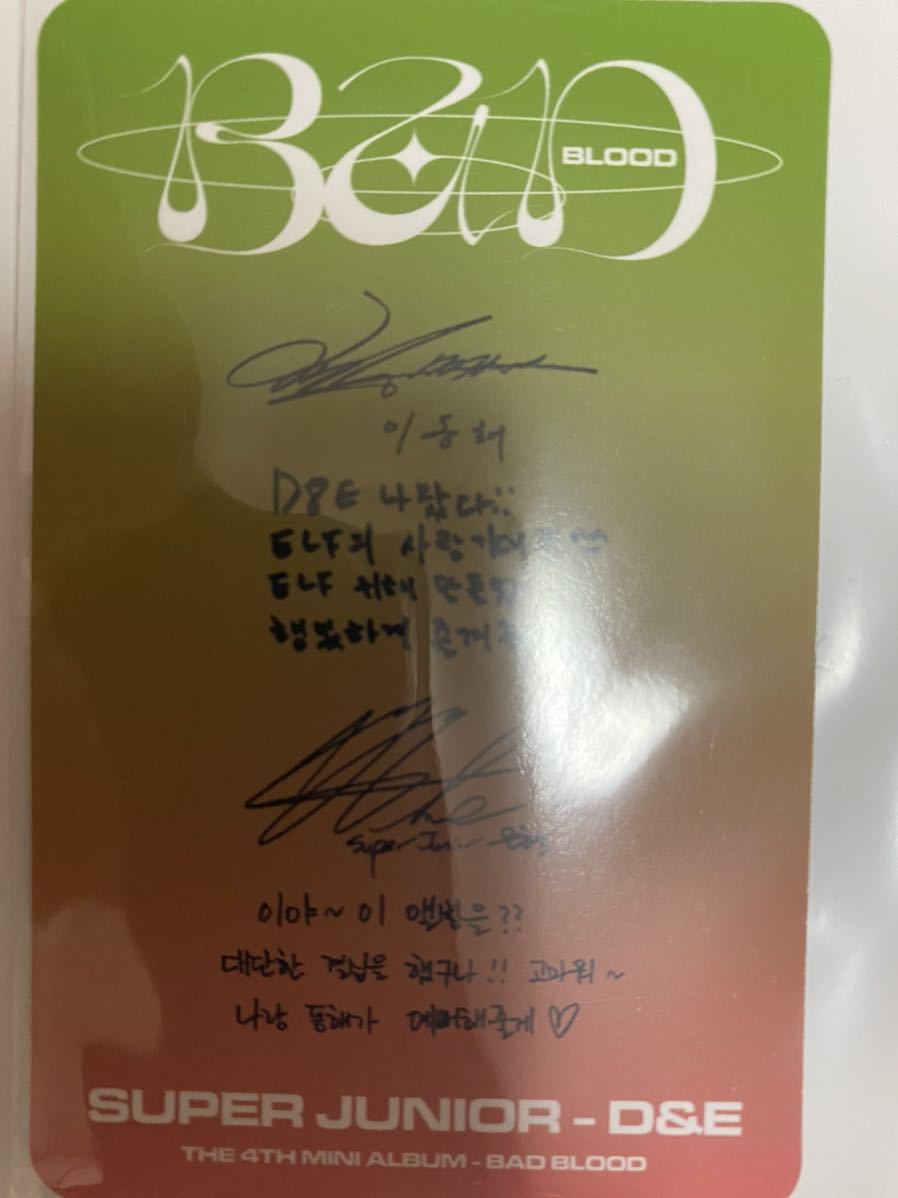 BAD
BLOOD
이동해
D&E 나왔다!!
ELF의 사랑
ELF 위해
행복하게
Super Junior 은혁
이야~ 이 앨범을??
대단한 결심을 했구나!! 고마워~
나랑 동해가 예뻐해줄게♡
SUPER JUNIOR - D&E
THE 4TH MINI ALBUM - BAD BLOOD